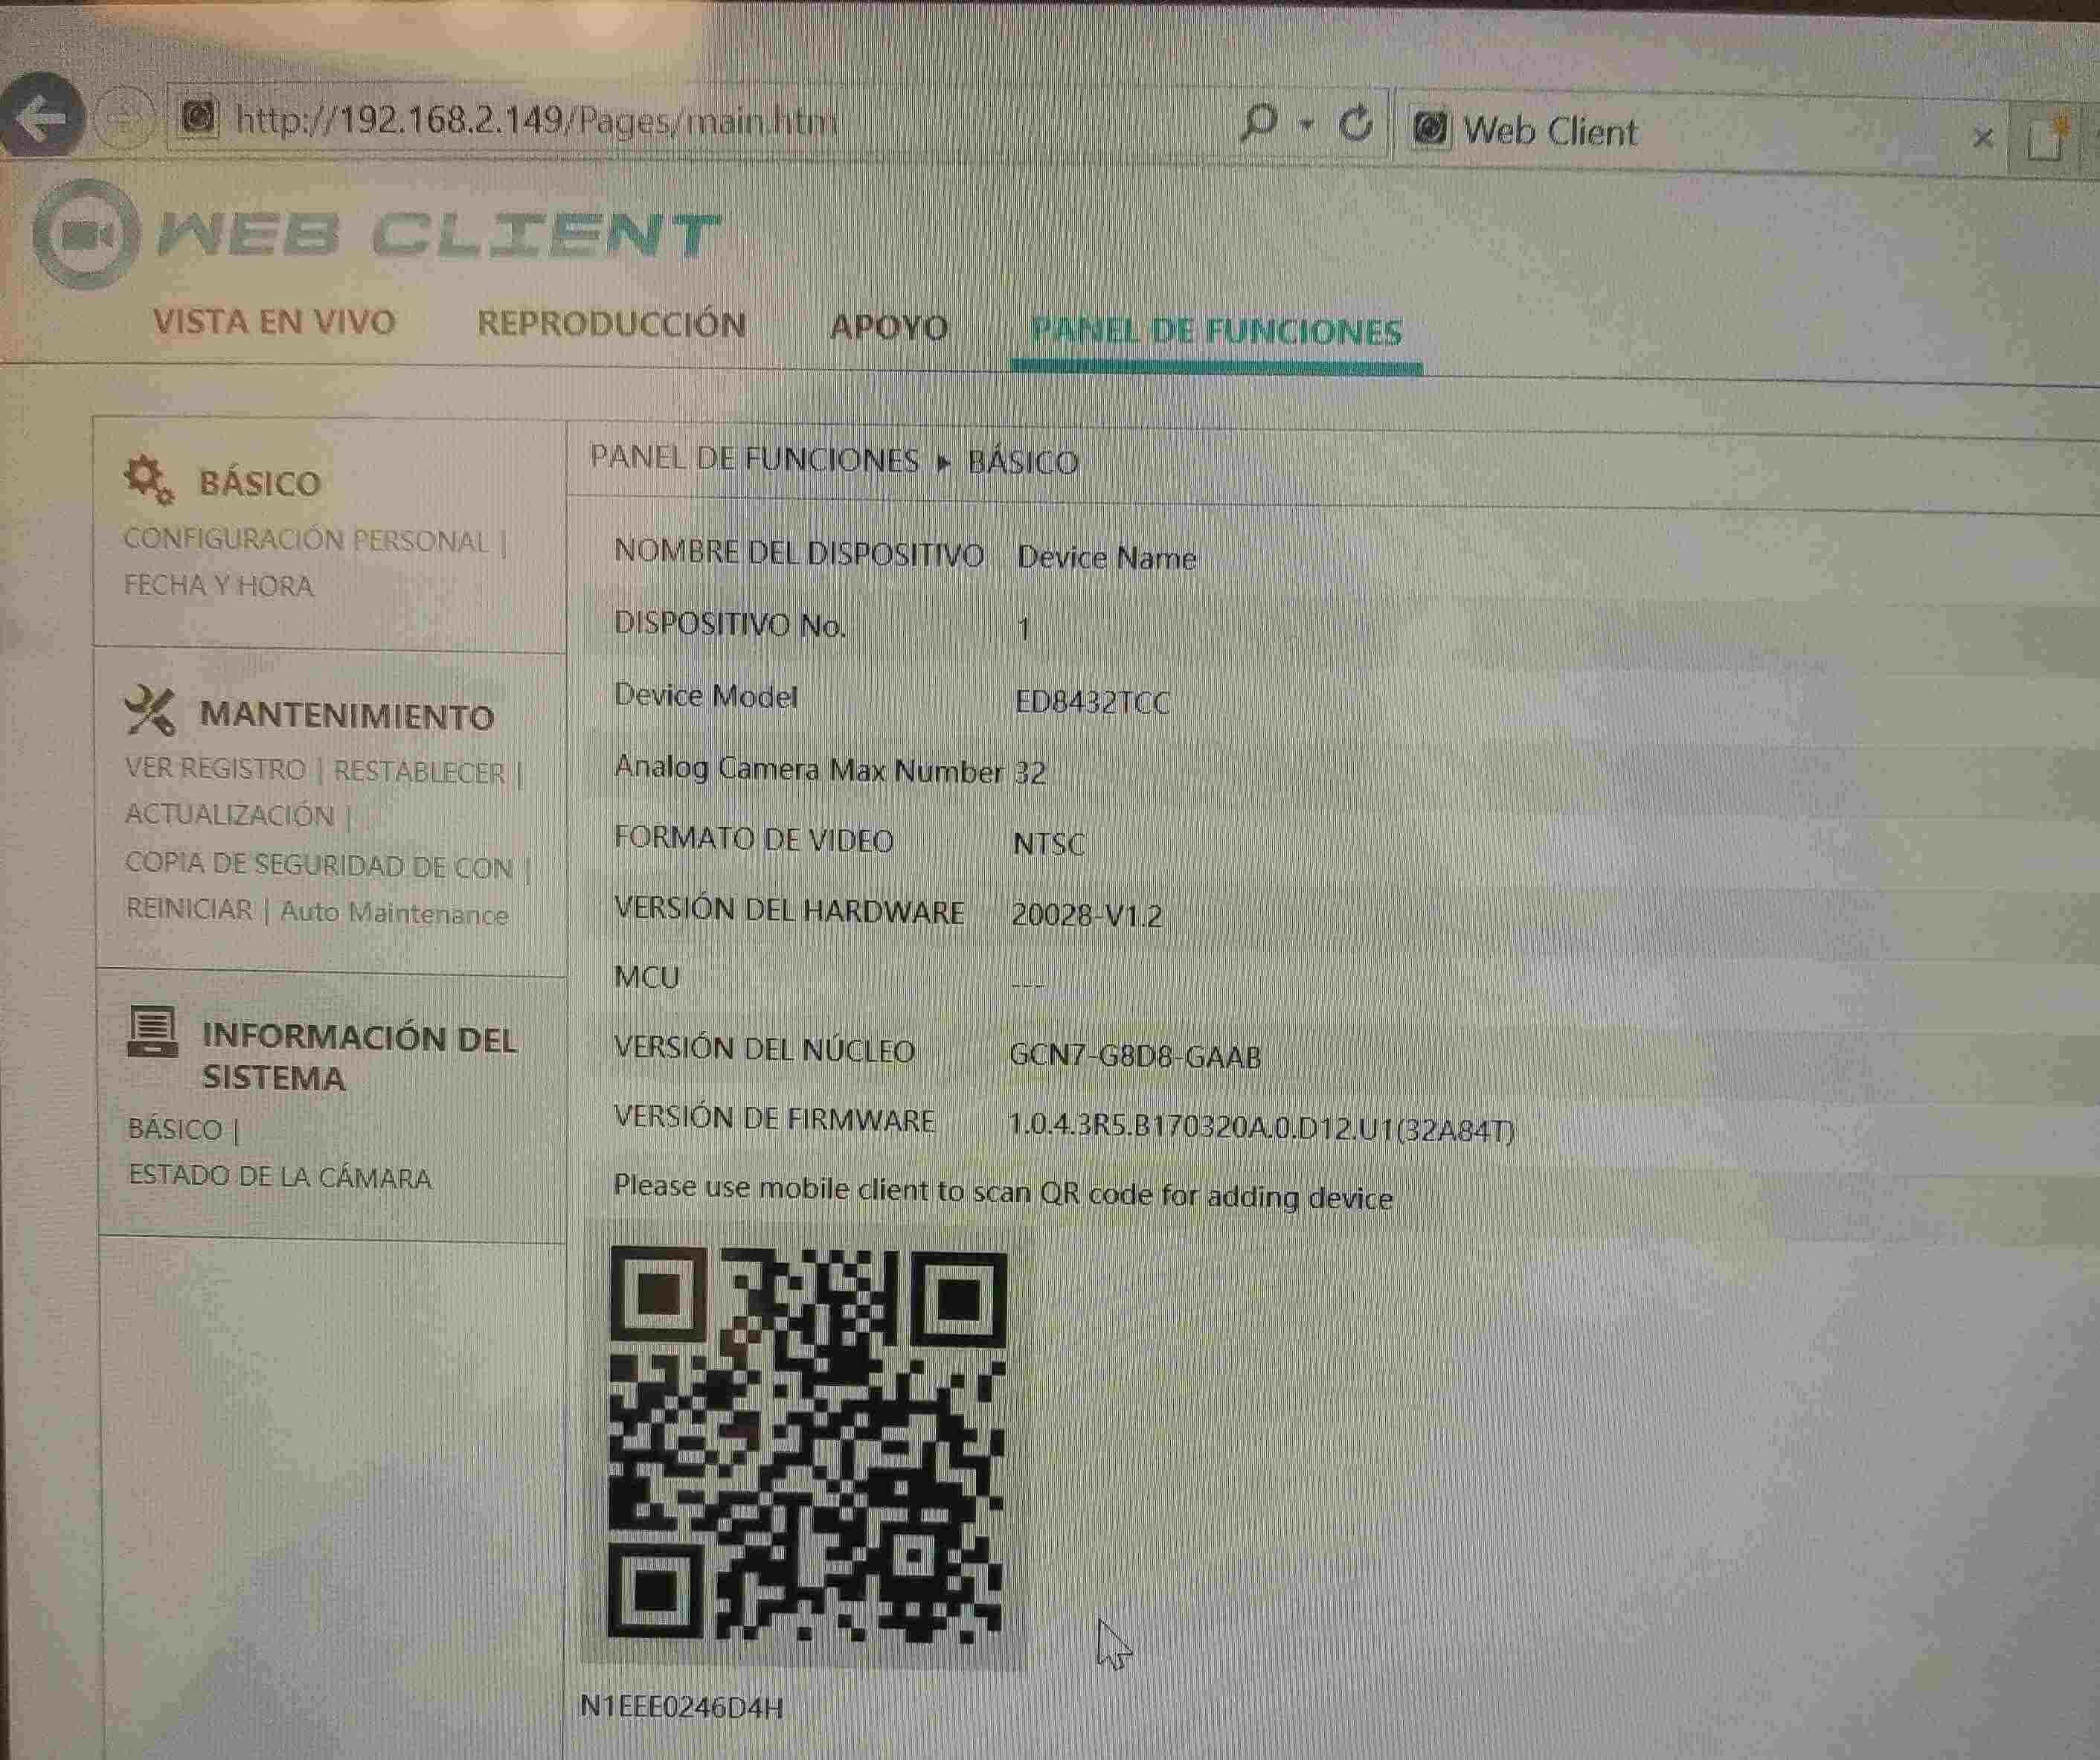 http://192.168.2.149/Pages/main.htm
Web Client
WEB CLIENT
VISTA EN VIVO REPRODUCCIÓN APOYO PANEL DE FUNCIONES
BÁSICO
CONFIGURACIÓN PERSONAL |
FECHA Y HORA
MANTENIMIENTO
VER REGISTRO | RESTABLECER |
ACTUALIZACIÓN |
COPIA DE SEGURIDAD DE CON |
REINICIAR | Auto Maintenance
INFORMACIÓN DEL
SISTEMA
BÁSICO |
ESTADO DE LA CÁMARA
PANEL DE FUNCIONES ▸ BÁSICO
NOMBRE DEL DISPOSITIVO Device Name
DISPOSITIVO No. 1
Device Model ED8432TCC
Analog Camera Max Number 32
FORMATO DE VIDEO NTSC
VERSIÓN DEL HARDWARE 20028-V1.2
MCU ---
VERSIÓN DEL NÚCLEO GCN7-G8D8-GAAB
VERSIÓN DE FIRMWARE 1.0.4.3R5.B170320A.0.D12.U1(32A84T)
Please use mobile client to scan QR code for adding device
N1EEE0246D4H